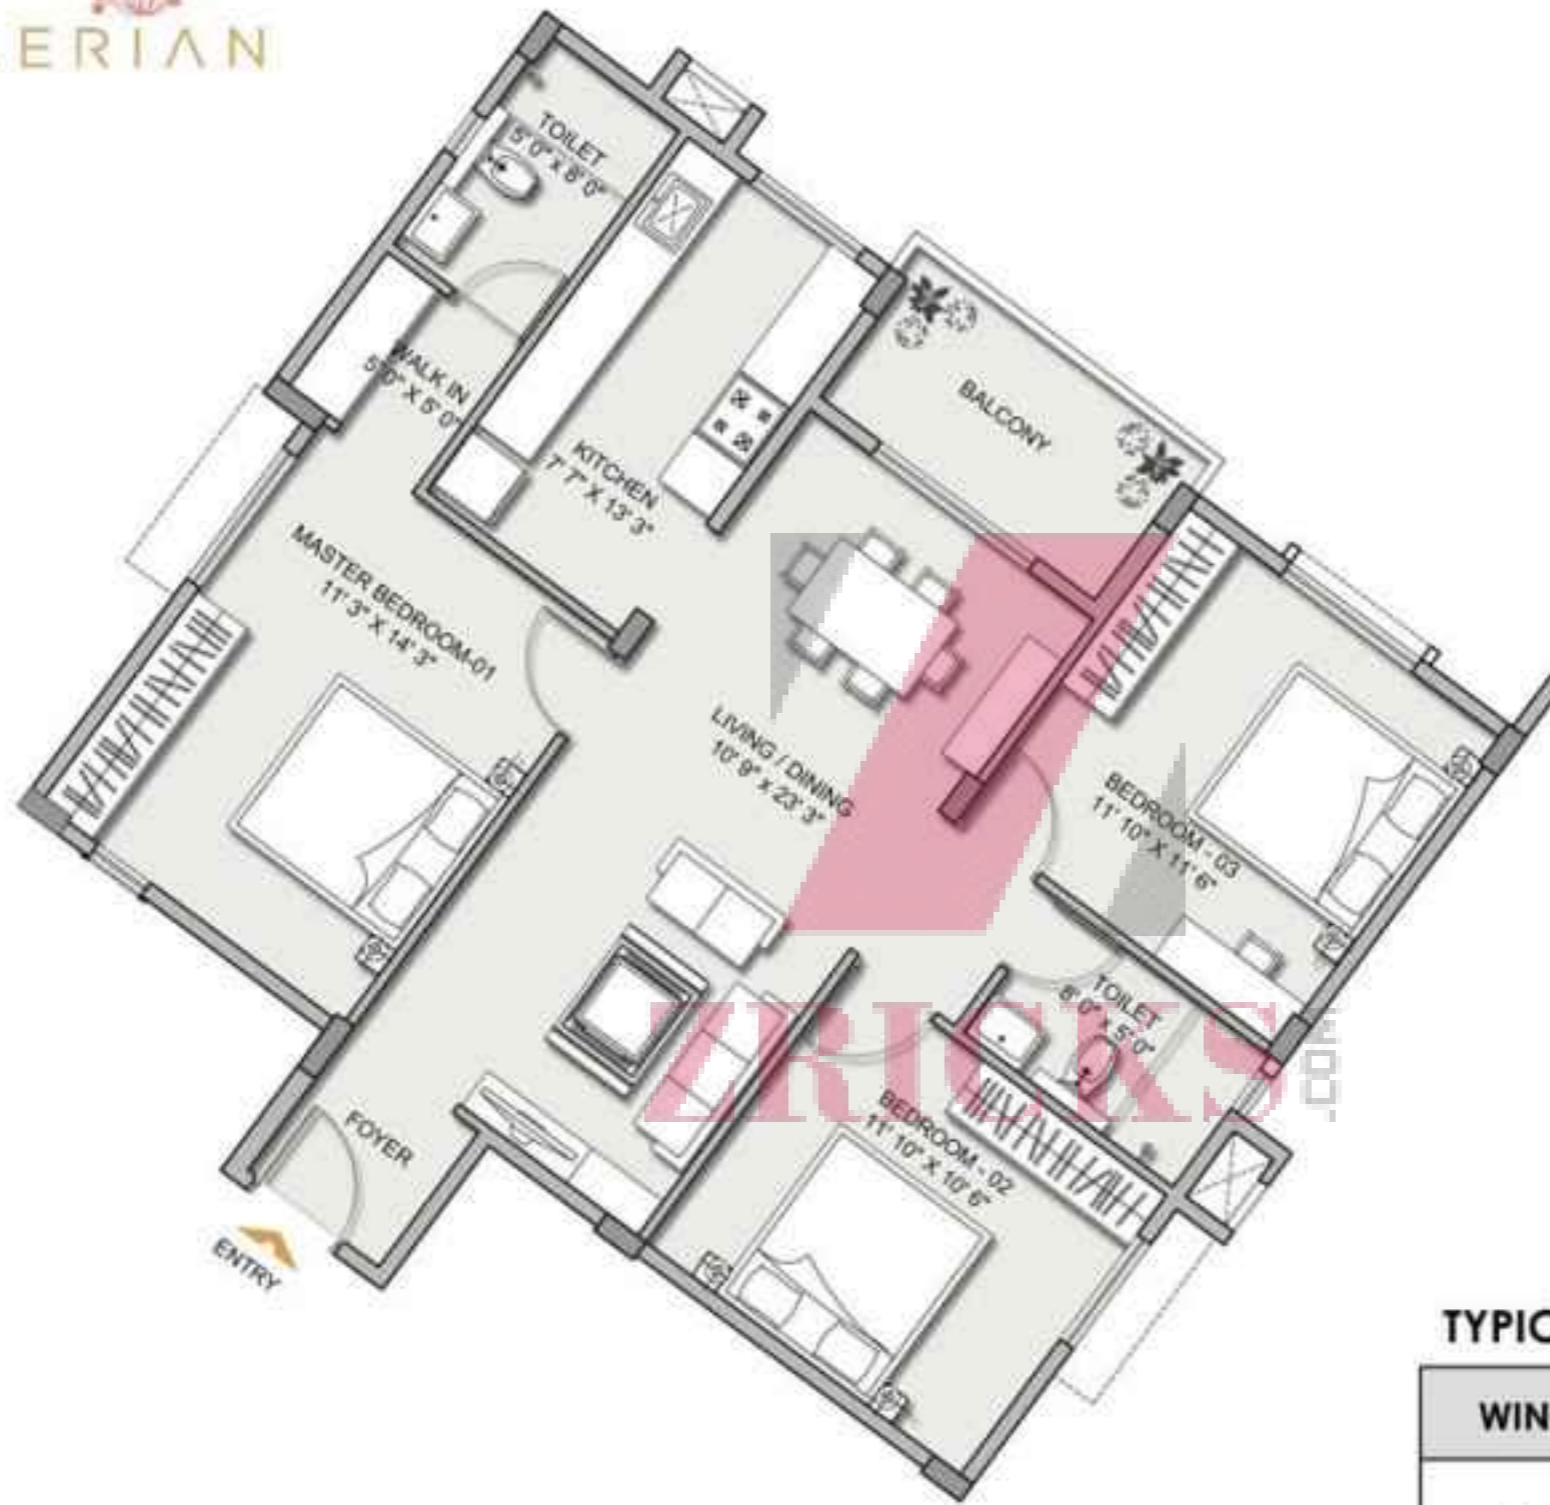 ERIAN
TOILET
5' 0" x 8' 0"
WALK IN
5' 0" X 5' 0"
KITCHEN
7' 7" X 13' 3"
BALCONY
MASTER BEDROOM-01
11' 3" X 14' 3"
LIVING / DINING
10' 9" x 23' 3"
BEDROOM - 03
11' 10" X 11' 6"
TOILET
8' 0" x 5' 0"
ZRICKS
.COM
BEDROOM - 02
11' 10" X 10' 6"
FOYER
ENTRY
TYPIC
WIN